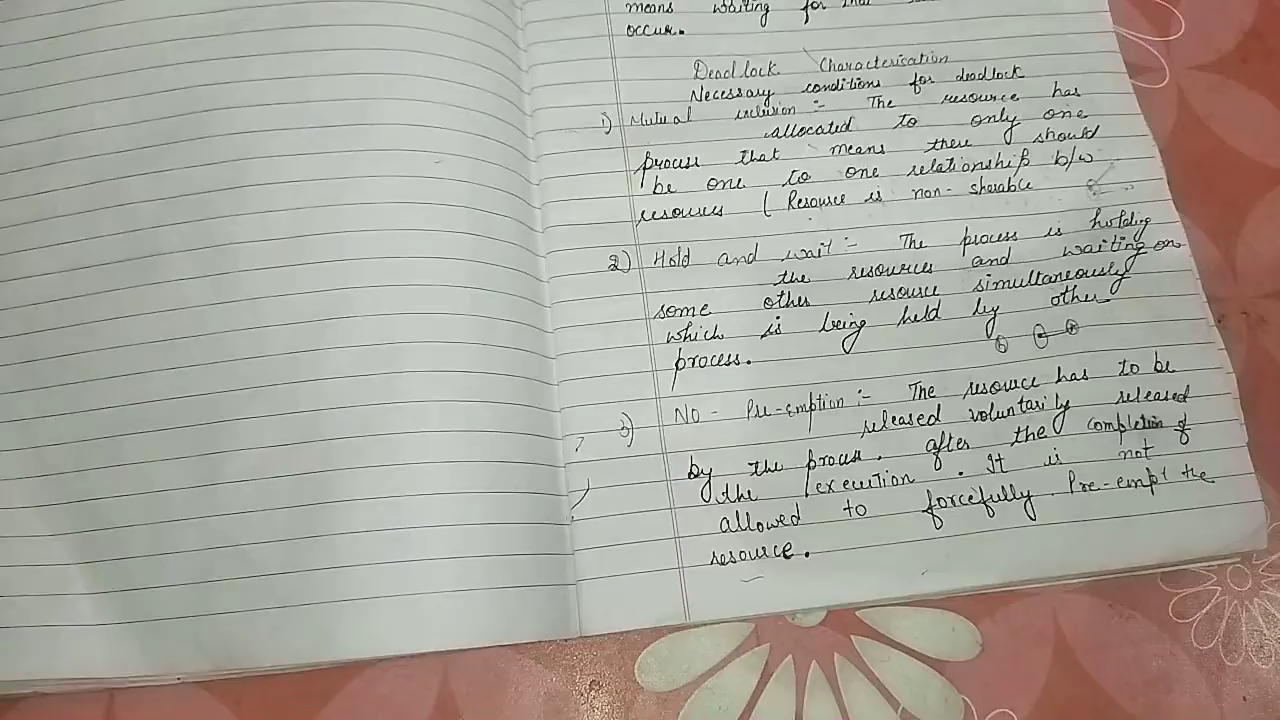 means waiting for that
occur.
Deadlock Characterisation
Necessary conditions for deadlock
1) Mutual inclusion :- The resource has
allocated to only one
process that means there should
be one to one relationship b/w
resources ( Resource is non-sharable
2) Hold and wait :- The process is holding
the resources and waiting on
some other resource simultaneously
which is being held by other
process.
3) NO - Pre-emption :- The resource has to be
released voluntarily released
by the process. after the completion of
the execution. It is not
allowed to forcefully Pre-empt the
resource.